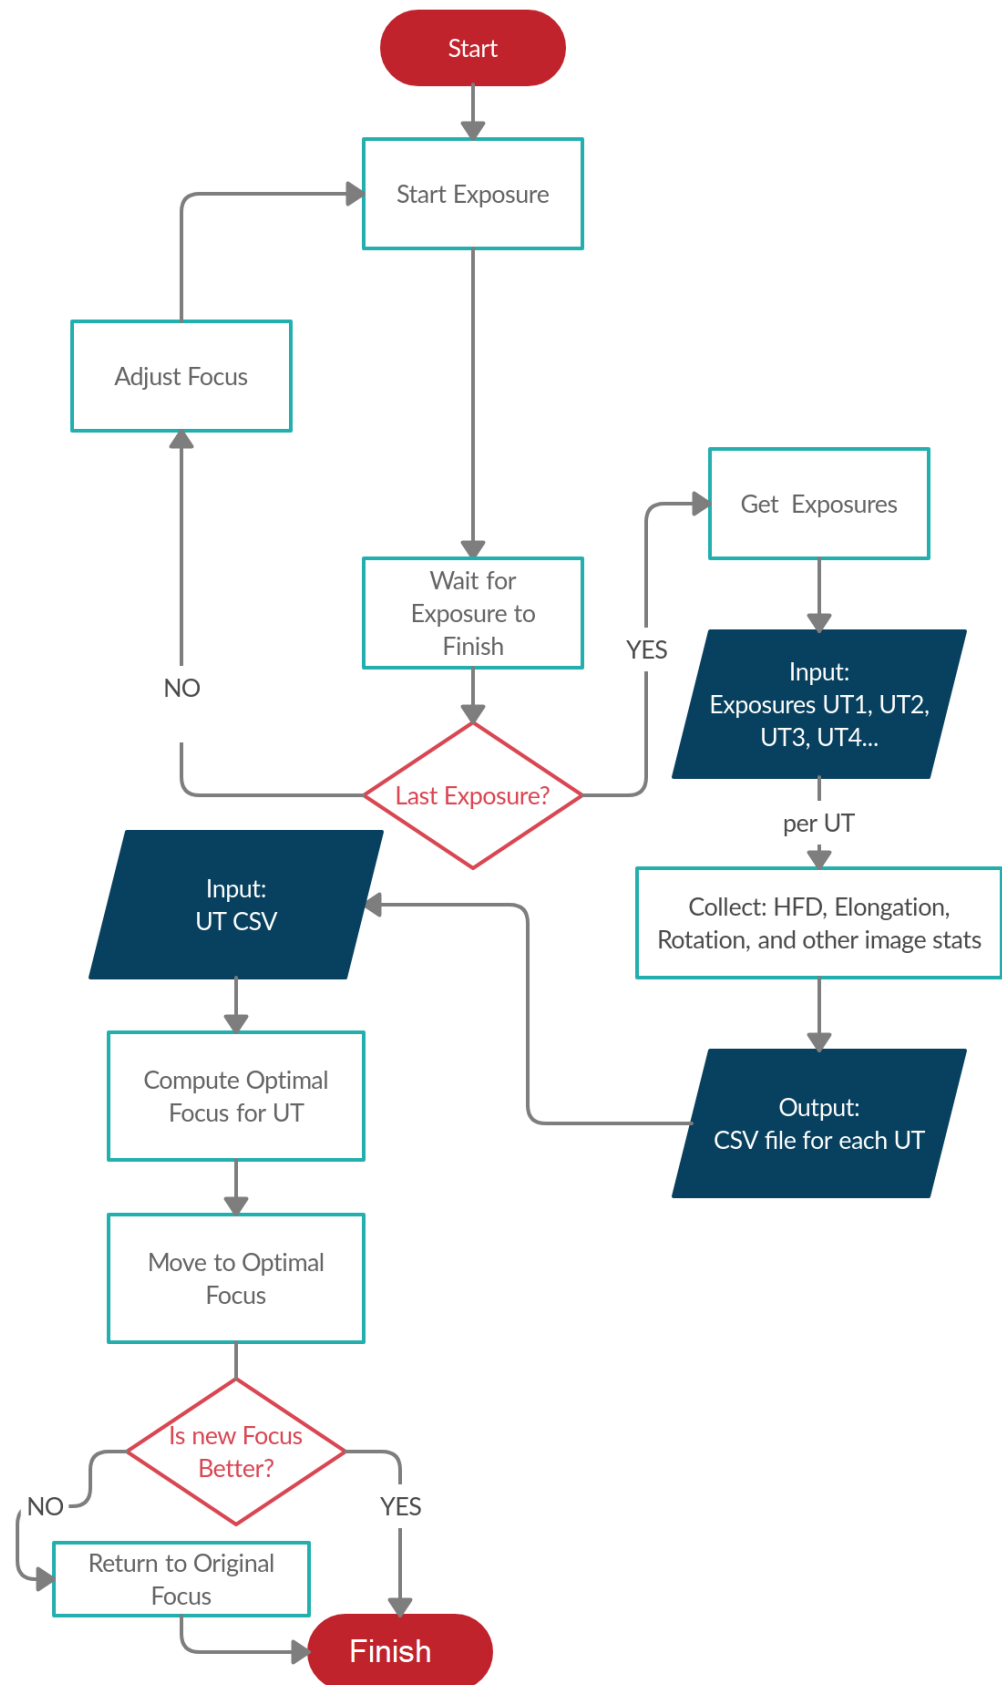 Start
Start Exposure
Adjust Focus
Get  Exposures
Wait for
Exposure to
Finish
YES
NO
Input:
Exposures UT1, UT2,
UT3, UT4...
Last Exposure?
per UT
Input:
UT CSV
Collect: HFD, Elongation,
Rotation, and other image stats
Compute Optimal
Focus for UT
Output:
CSV file for each UT
Move to Optimal
Focus
Is new Focus
Better?
NO
YES
Return to Original
Focus
Finish